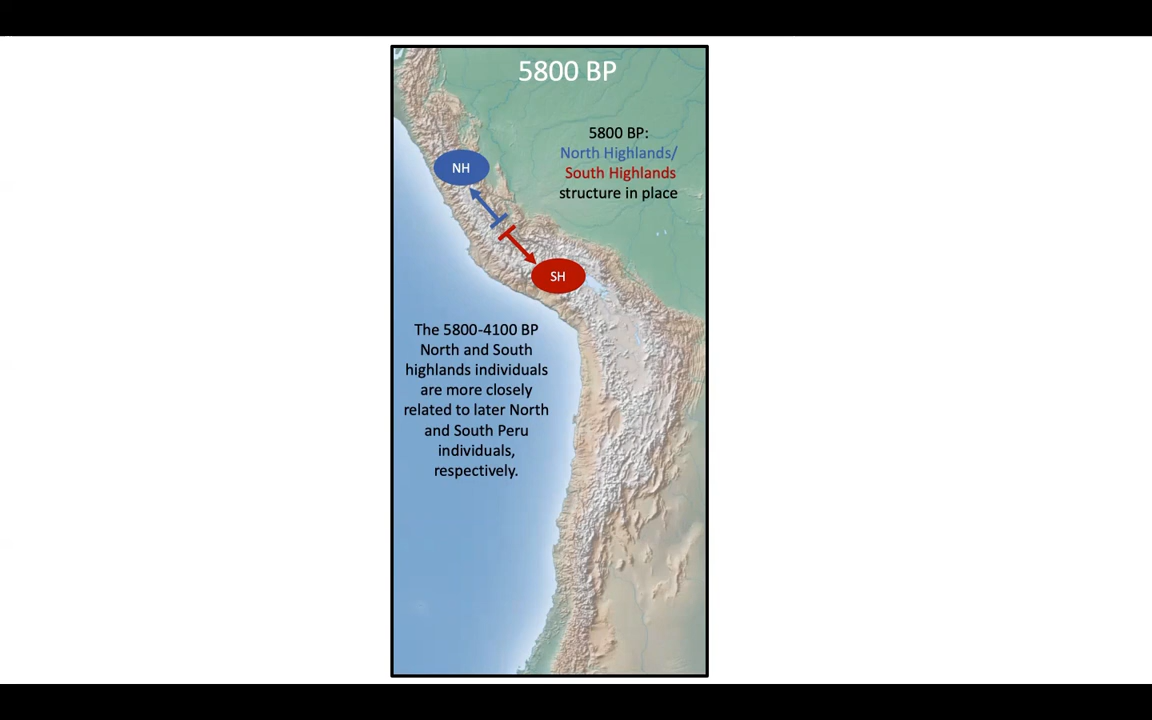 5800 BP
5800 BP:
North Highlands/
South Highlands
structure in place
NH
SH
The 5800-4100 BP
North and South
highlands individuals
are more closely
related to later North
and South Peru
individuals,
respectively.